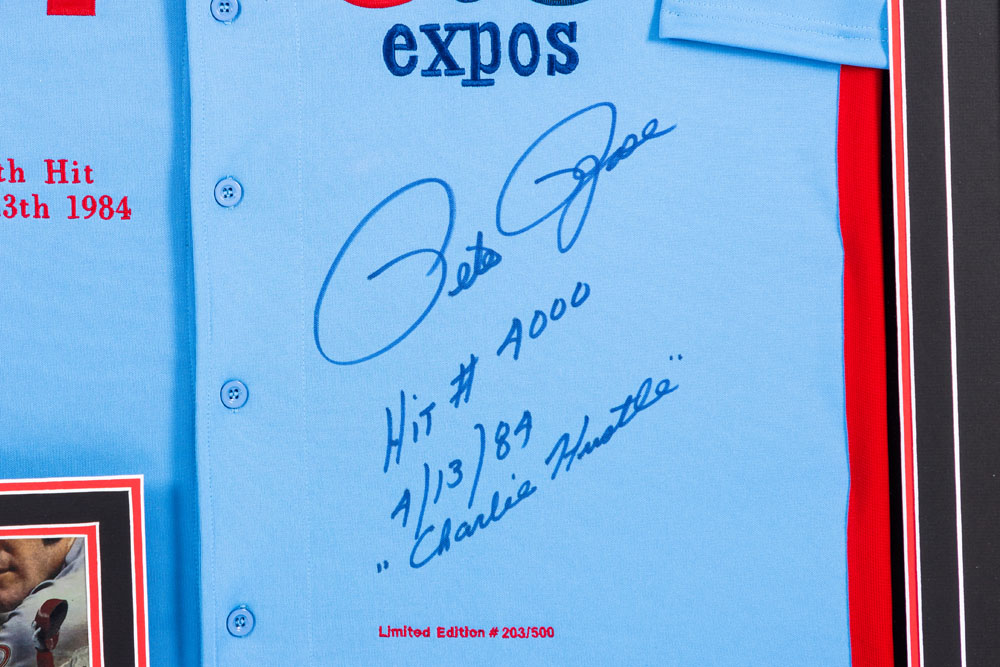 expos
th Hit
3th 1984
Pete Rose
Hit # 4000
4/13/84
"Charlie Hustle"
Limited Edition # 203/500